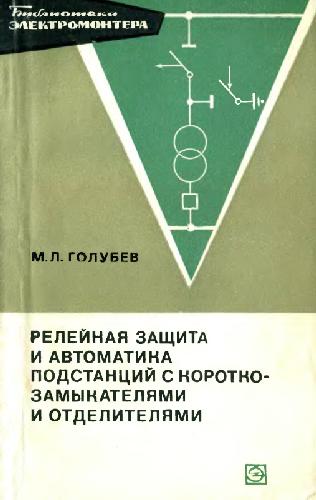 Библиотека
ЭЛЕКТРОМОНТЕРА
М.Л. ГОЛУБЕВ
РЕЛЕЙНАЯ ЗАЩИТА
И АВТОМАТИКА
ПОДСТАНЦИЙ С КОРОТКО-
ЗАМЫКАТЕЛЯМИ
И ОТДЕЛИТЕЛЯМИ